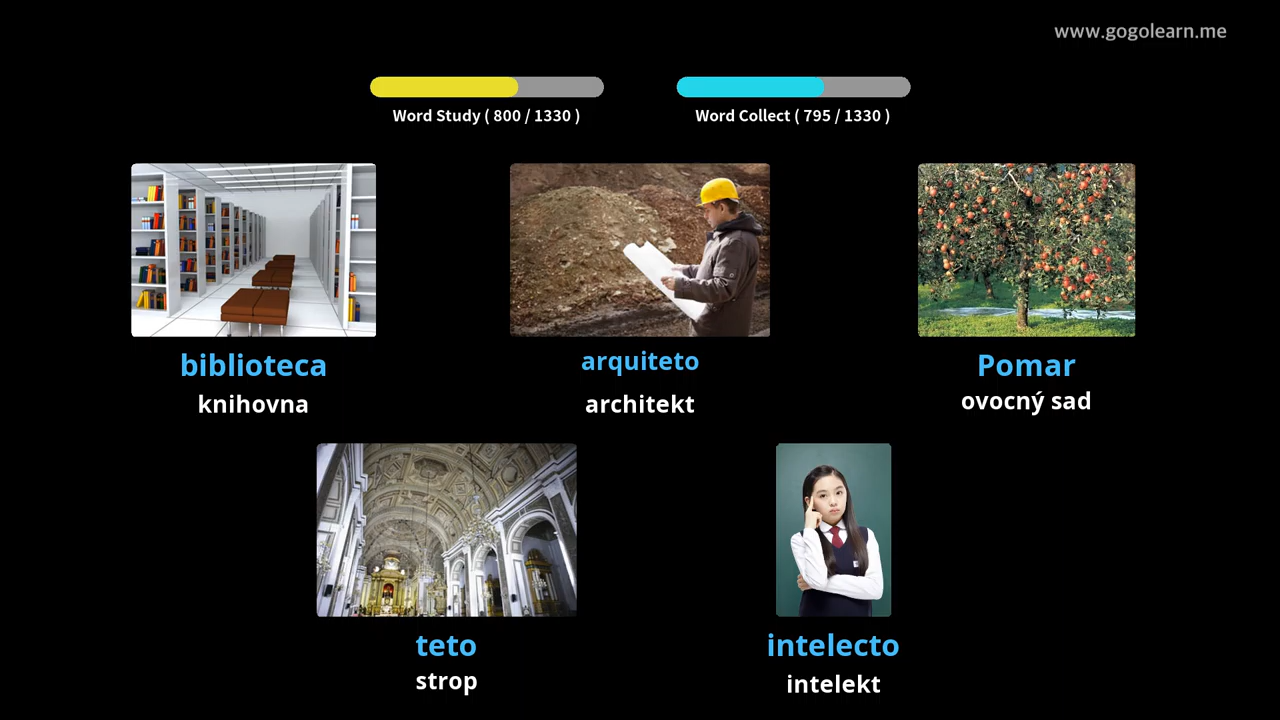 www.gogolearn.me
Word Study ( 800 / 1330 )
Word Collect ( 795 / 1330 )
biblioteca
knihovna
arquiteto
architekt
Pomar
ovocný sad
teto
strop
intelecto
intelekt